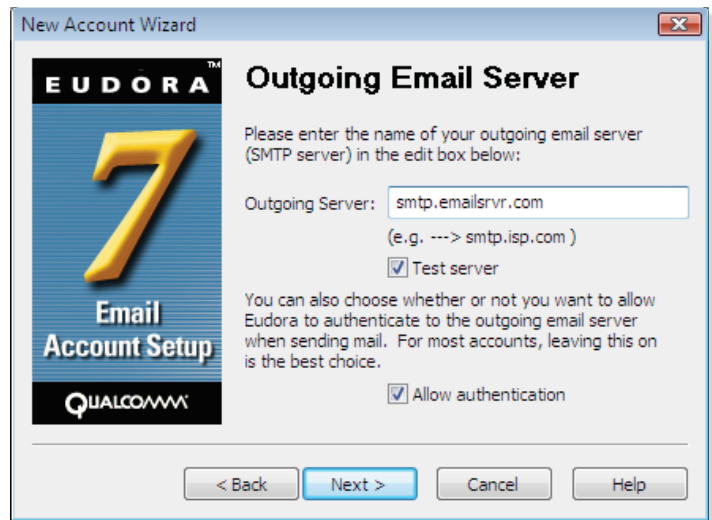 New Account Wizard
EUDORA™
7
Email
Account Setup
QUALCOMM
Outgoing Email Server
Please enter the name of your outgoing email server
(SMTP server) in the edit box below:
Outgoing Server: smtp.emailsrvr.com
(e.g. ---> smtp.isp.com )
Test server
You can also choose whether or not you want to allow
Eudora to authenticate to the outgoing email server
when sending mail. For most accounts, leaving this on
is the best choice.
Allow authentication
< Back Next > Cancel Help